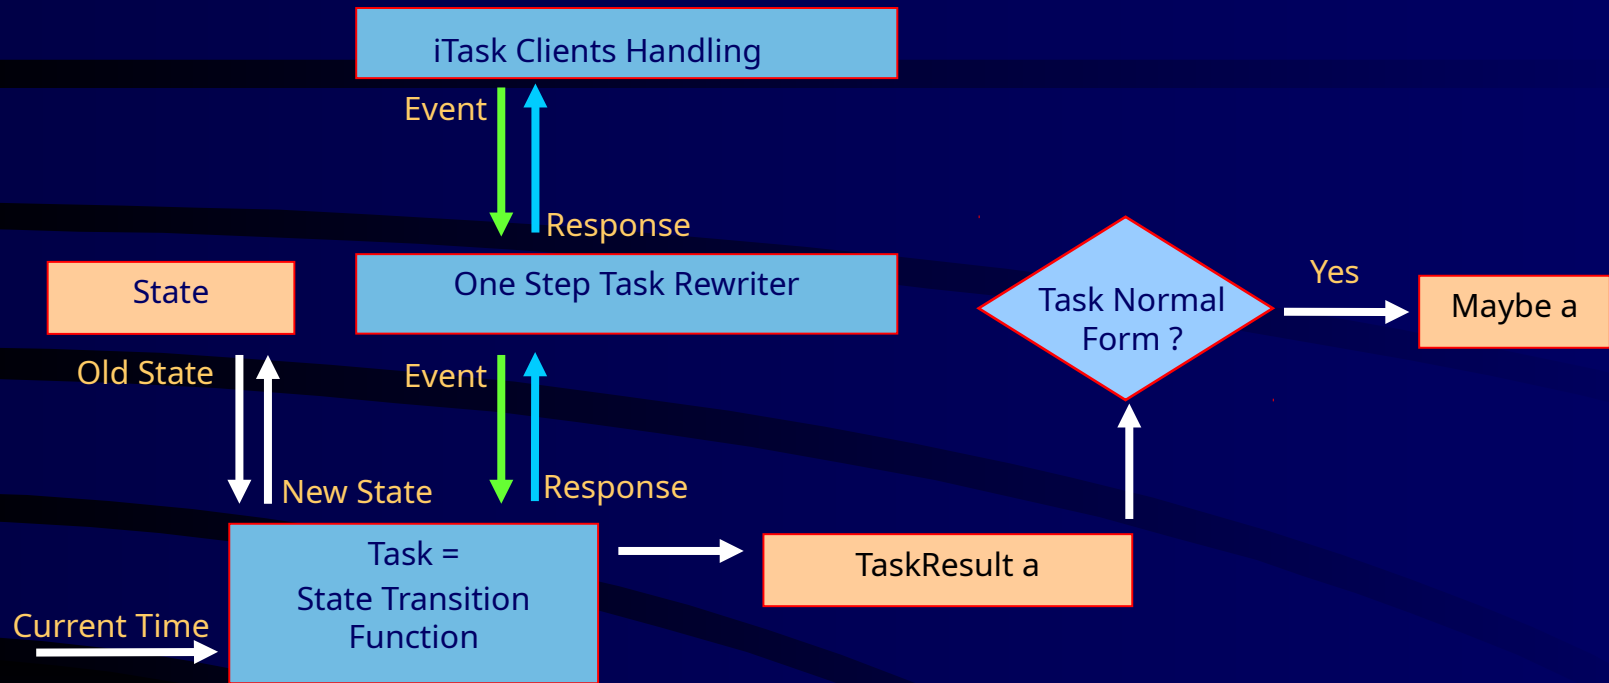 iTask Clients Handling
Event
Response
State
One Step Task Rewriter
Task Normal
Form ?
Yes
Maybe a
Old State
Event
New State
Response
Task =
State Transition
Function
TaskResult a
Current Time